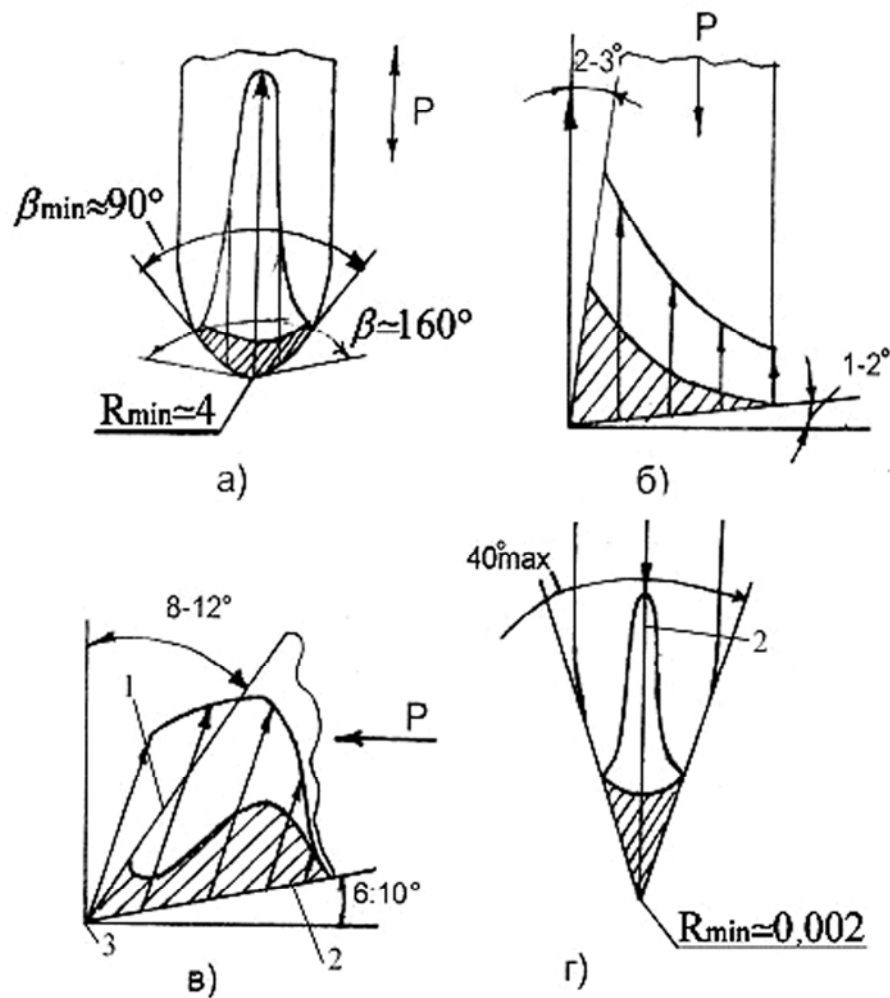 P
βmin≈90°
β≃160°
Rmin≃4
а)
2-3°
P
1-2°
б)
8-12°
1
P
6:10°
3
2
в)
40°max
2
Rmin≃0,002
г)